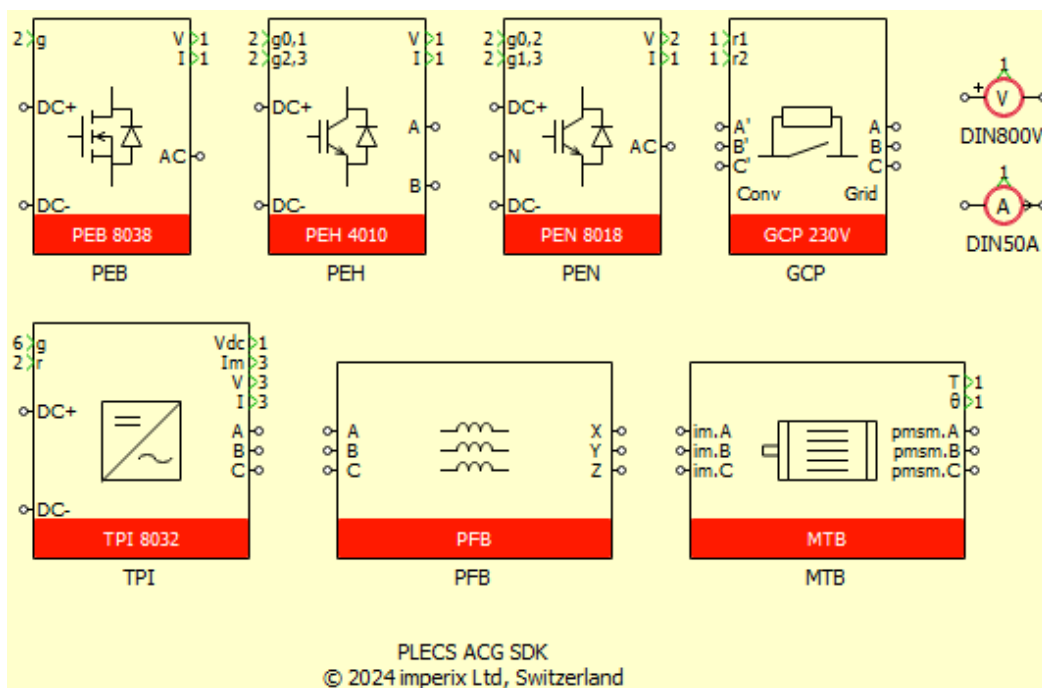 2 g V 1
I 1
DC+
AC
DC-
PEB 8038
PEB
2 g0,1 V 1
2 g2,3 I 1
DC+
A
B
DC-
PEH 4010
PEH
2 g0,2 V 2
2 g1,3 I 1
DC+
N AC
DC-
PEN 8018
PEN
1 r1
1 r2
A' A
B' B
C' C
Conv Grid
GCP 230V
GCP
1
+ V
DIN800V
1
A
DIN50A
6 g Vdc 1
2 r Im 3
V 3
I 3
DC+
A
B
C
DC-
TPI 8032
TPI
A X
B Y
C Z
PFB
PFB
T 1
θ 1
im.A pmsm.A
im.B pmsm.B
im.C pmsm.C
MTB
MTB
PLECS ACG SDK
© 2024 imperix Ltd, Switzerland